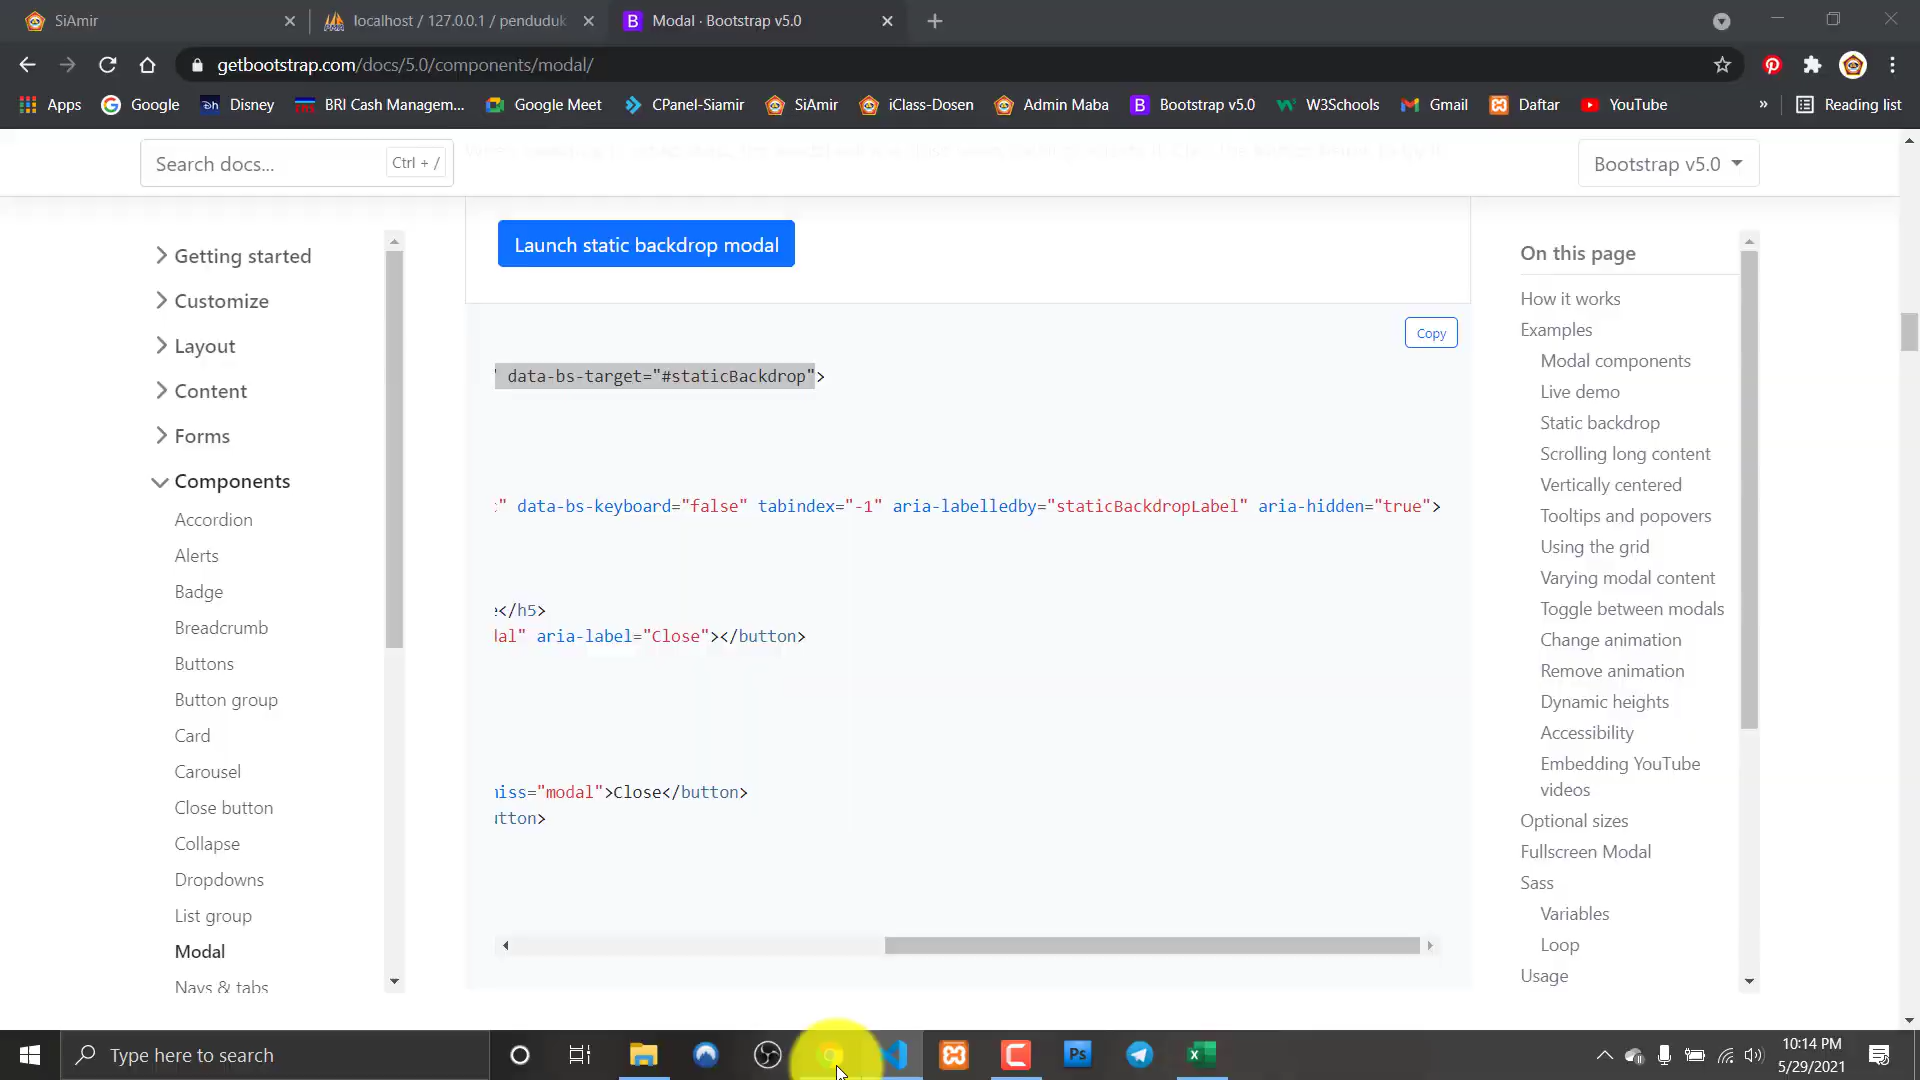 SiAmir
localhost / 127.0.0.1 / penduduk
Modal · Bootstrap v5.0
getbootstrap.com/docs/5.0/components/modal/
Apps
Google
Disney
BRI Cash Managem...
Google Meet
CPanel-Siamir
SiAmir
iClass-Dosen
Admin Maba
Bootstrap v5.0
W3Schools
Gmail
Daftar
YouTube
»
Reading list
Search docs...
Ctrl + /
Bootstrap v5.0
Getting started
Customize
Layout
Content
Forms
Components
Accordion
Alerts
Badge
Breadcrumb
Buttons
Button group
Card
Carousel
Close button
Collapse
Dropdowns
List group
Modal
Navs & tabs
Launch static backdrop modal
Copy
" data-bs-target="#staticBackdrop">
" data-bs-keyboard="false" tabindex="-1" aria-labelledby="staticBackdropLabel" aria-hidden="true">
</h5>
" aria-label="Close"></button>
="modal">Close</button>
>
On this page
How it works
Examples
Modal components
Live demo
Static backdrop
Scrolling long content
Vertically centered
Tooltips and popovers
Using the grid
Varying modal content
Toggle between modals
Change animation
Remove animation
Dynamic heights
Accessibility
Embedding YouTube
videos
Optional sizes
Fullscreen Modal
Sass
Variables
Loop
Usage
Type here to search
Ps
10:14 PM
5/29/2021